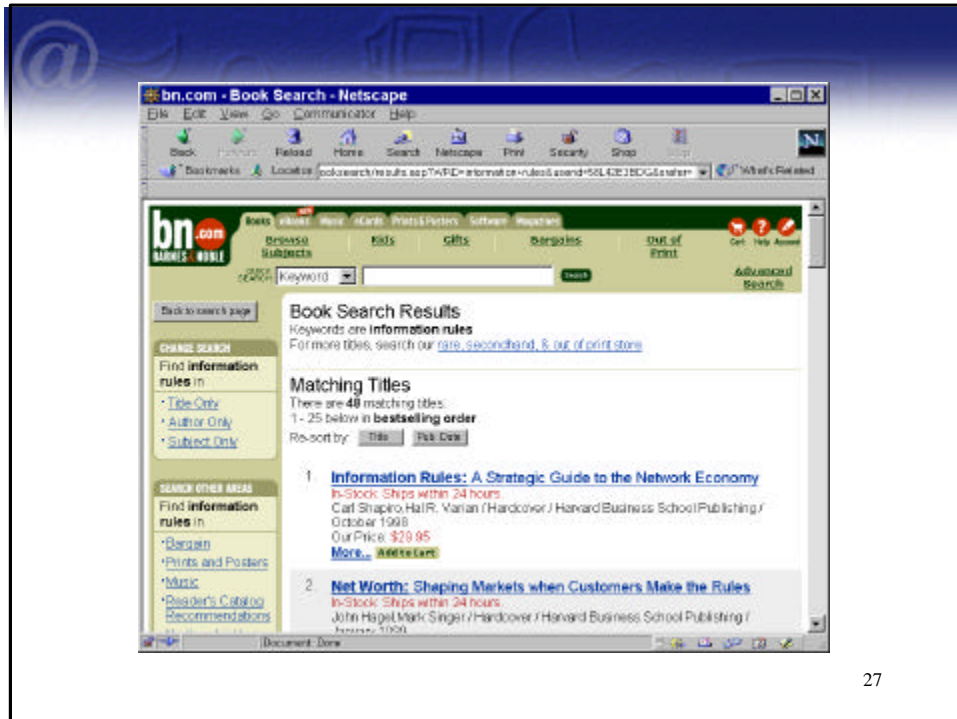 @
bn.com - Book Search - Netscape
File Edit View Go Communicator Help
Back Forward Reload Home Search Netscape Print Security Shop Stop
N
Bookmarks Location What's Related
Books eBooks Music eCards Prints & Posters Software Magazines
bn.com
BARNES & NOBLE
Browse Subjects Kids Gifts Bargains Out of Print
Cart Help Account
QUICK SEARCH Keyword Search
Advanced Search
Back to search page
CHANGE SEARCH
Find information
rules in
· Title Only
· Author Only
· Subject Only
SEARCH OTHER AREAS
Find information
rules in
· Bargain
· Prints and Posters
· Music
· Reader's Catalog
Recommendations
Book Search Results
Keywords are information rules
For more titles, search our rare, secondhand, & out of print store
Matching Titles
There are 48 matching titles:
1 - 25 below in bestselling order
Re-sort by: Title Pub Date
1. Information Rules: A Strategic Guide to the Network Economy
In-Stock: Ships within 24 hours.
Carl Shapiro, Hal R. Varian / Hardcover / Harvard Business School Publishing /
October 1998
Our Price: $29.95
More... Add to Cart
2. Net Worth: Shaping Markets when Customers Make the Rules
In-Stock: Ships within 24 hours.
John Hagel, Mark Singer / Hardcover / Harvard Business School Publishing /
January 1999
Document: Done
27